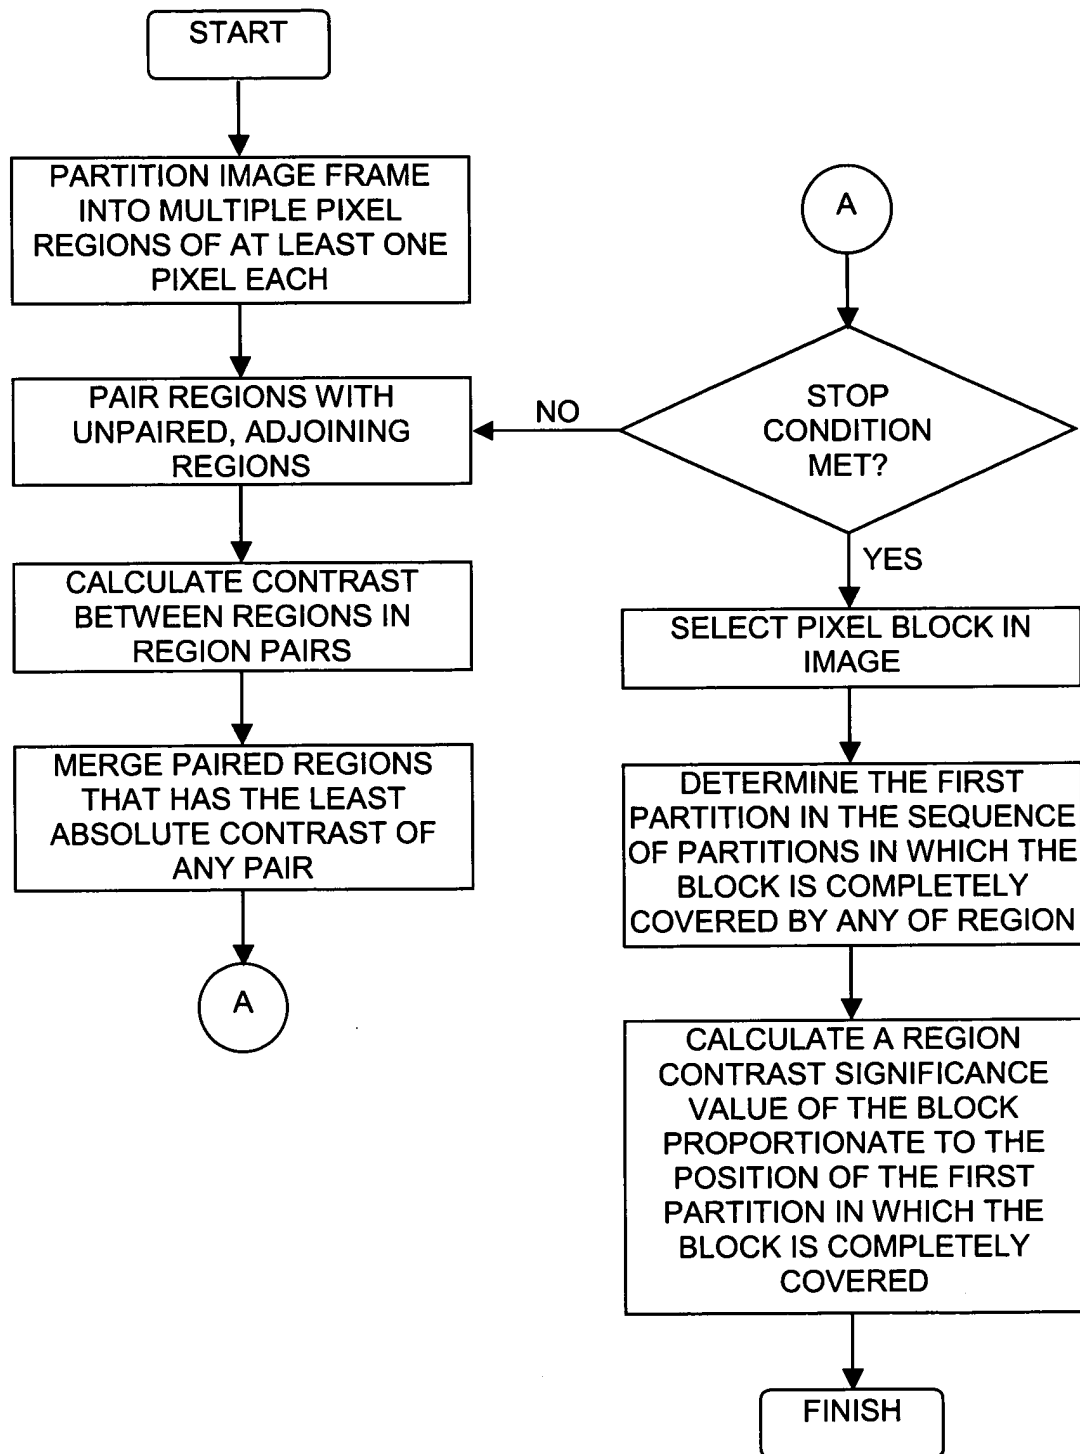 START
PARTITION IMAGE FRAME
INTO MULTIPLE PIXEL
REGIONS OF AT LEAST ONE
PIXEL EACH
PAIR REGIONS WITH
UNPAIRED, ADJOINING
REGIONS
CALCULATE CONTRAST
BETWEEN REGIONS IN
REGION PAIRS
MERGE PAIRED REGIONS
THAT HAS THE LEAST
ABSOLUTE CONTRAST OF
ANY PAIR
A
A
STOP
CONDITION
MET?
NO
YES
SELECT PIXEL BLOCK IN
IMAGE
DETERMINE THE FIRST
PARTITION IN THE SEQUENCE
OF PARTITIONS IN WHICH THE
BLOCK IS COMPLETELY
COVERED BY ANY OF REGION
CALCULATE A REGION
CONTRAST SIGNIFICANCE
VALUE OF THE BLOCK
PROPORTIONATE TO THE
POSITION OF THE FIRST
PARTITION IN WHICH THE
BLOCK IS COMPLETELY
COVERED
FINISH